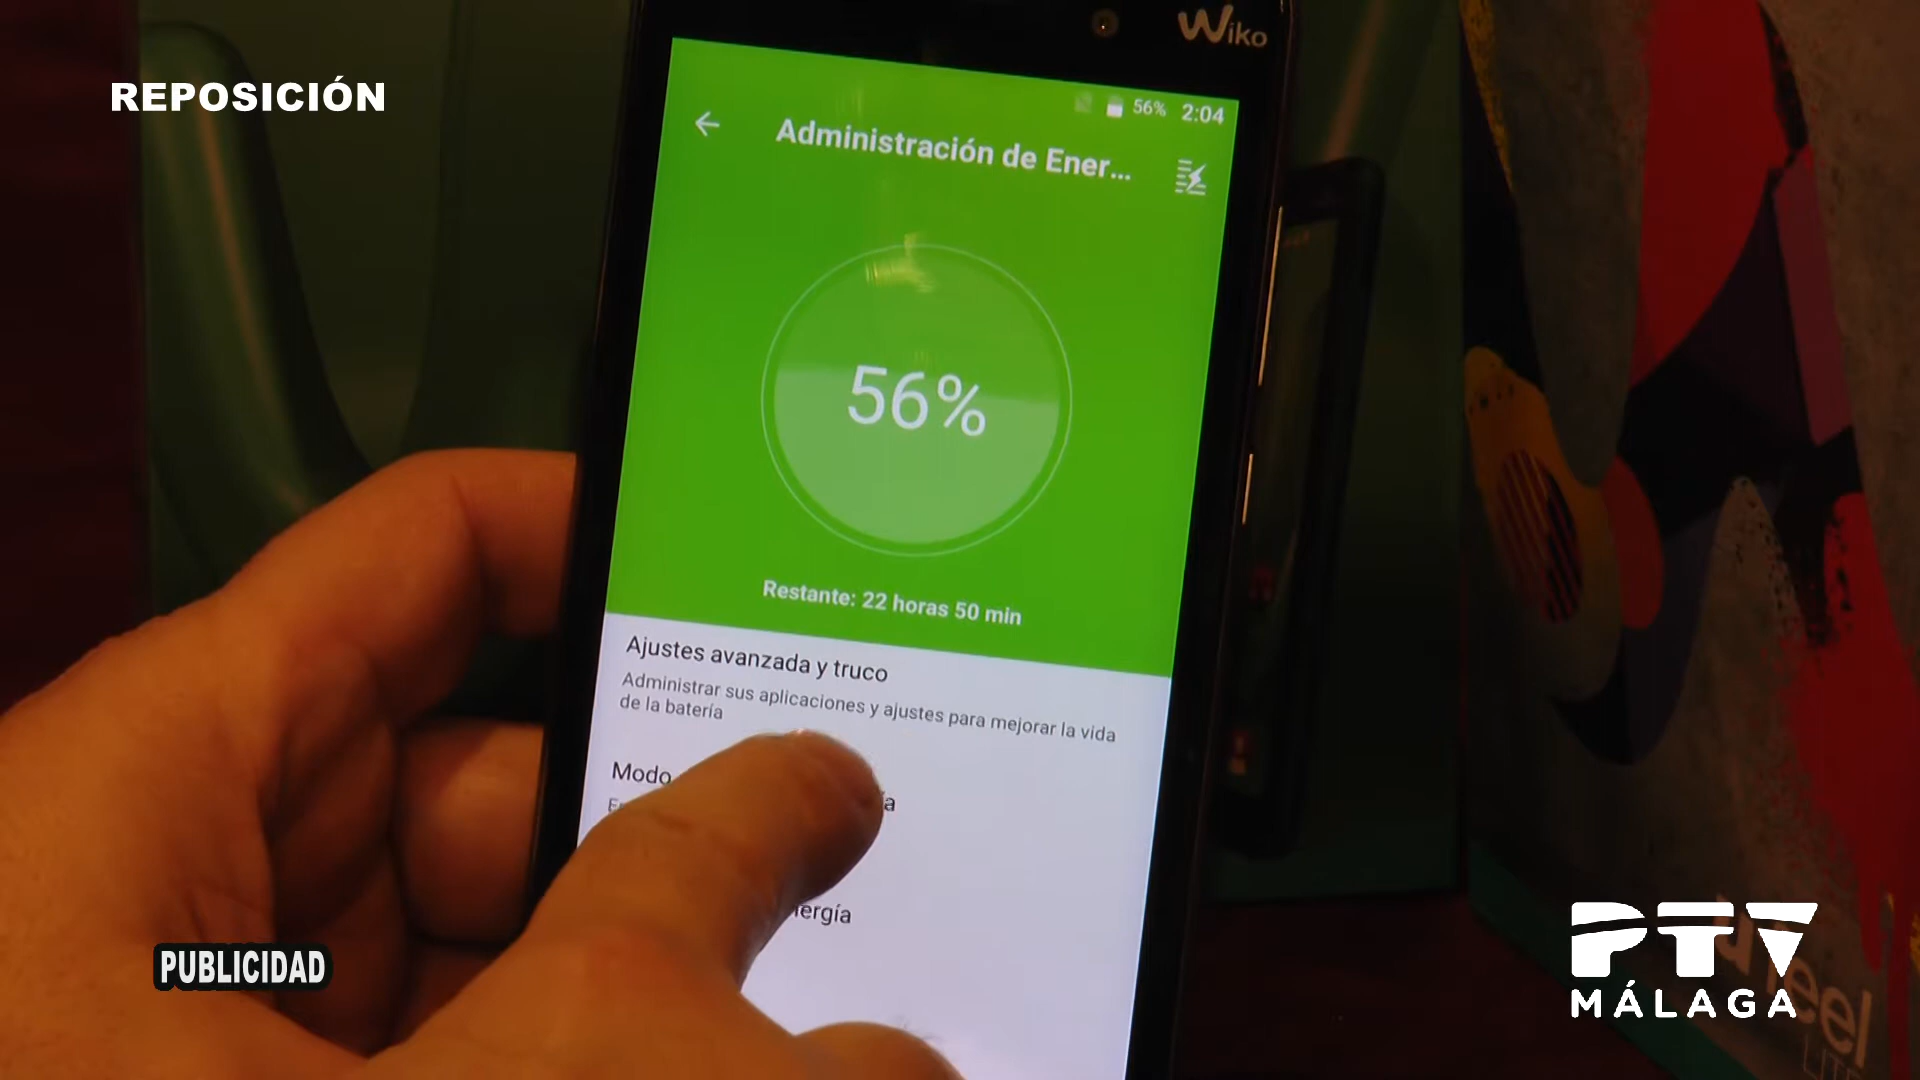 REPOSICIÓN
Wiko
56% 2:04
Administración de Ener...
56%
Restante: 22 horas 50 min
Ajustes avanzada y truco
Administrar sus aplicaciones y ajustes para mejorar la vida
de la batería
Modo
PUBLICIDAD
PTV
MÁLAGA